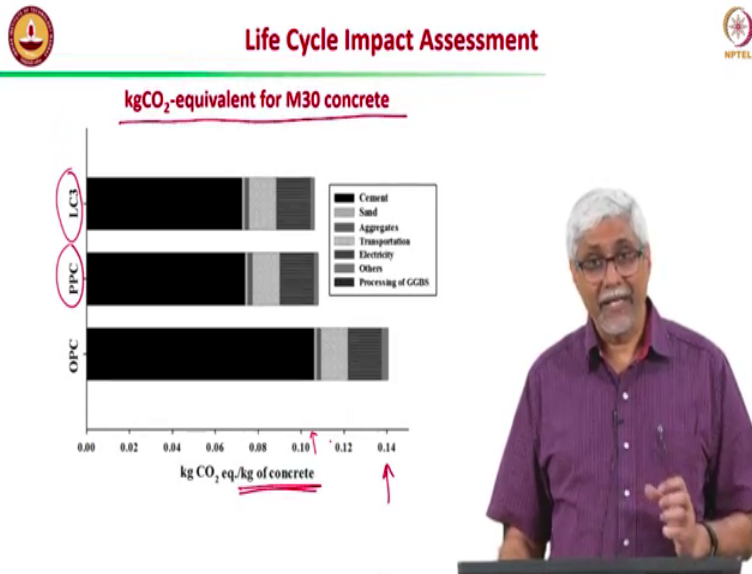 Life Cycle Impact Assessment
NPTEL
kgCO₂-equivalent for M30 concrete
LC3
PPC
OPC
Cement
Sand
Aggregates
Transportation
Electricity
Others
Processing of GGBS
0.00 0.02 0.04 0.06 0.08 0.10 0.12 0.14
kg CO₂ eq./kg of concrete